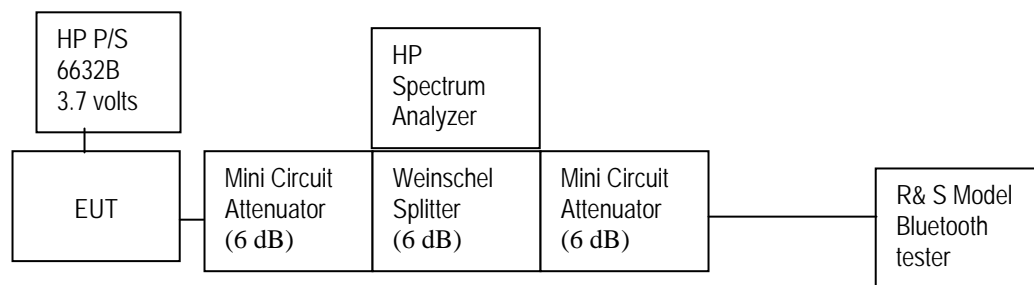 HP P/S
6632B
3.7 volts
HP
Spectrum
Analyzer
EUT
Mini Circuit
Attenuator
(6 dB)
Weinschel
Splitter
(6 dB)
Mini Circuit
Attenuator
(6 dB)
R& S Model
Bluetooth
tester